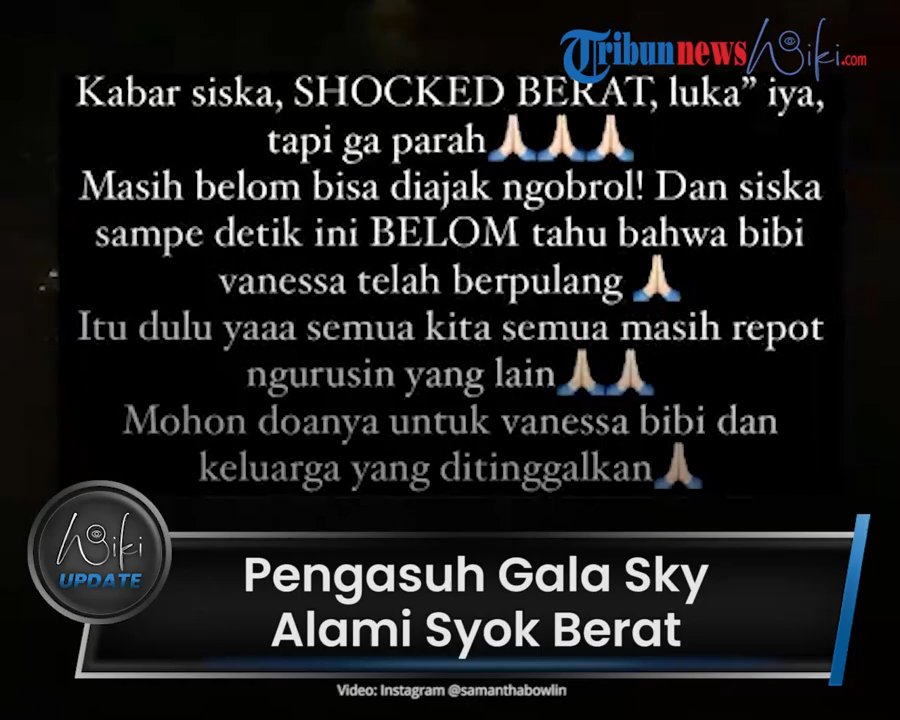 Tribunnews Wiki.com
Kabar siska, SHOCKED BERAT, luka” iya,
tapi ga parah🙏🏻🙏🏻🙏🏻
Masih belom bisa diajak ngobrol! Dan siska
sampe detik ini BELOM tahu bahwa bibi
vanessa telah berpulang 🙏🏻
Itu dulu yaaa semua kita semua masih repot
ngurusin yang lain🙏🏻🙏🏻
Mohon doanya untuk vanessa bibi dan
keluarga yang ditinggalkan🙏🏻
Wiki
UPDATE
Pengasuh Gala Sky
Alami Syok Berat
Video: Instagram @samanthabowlin